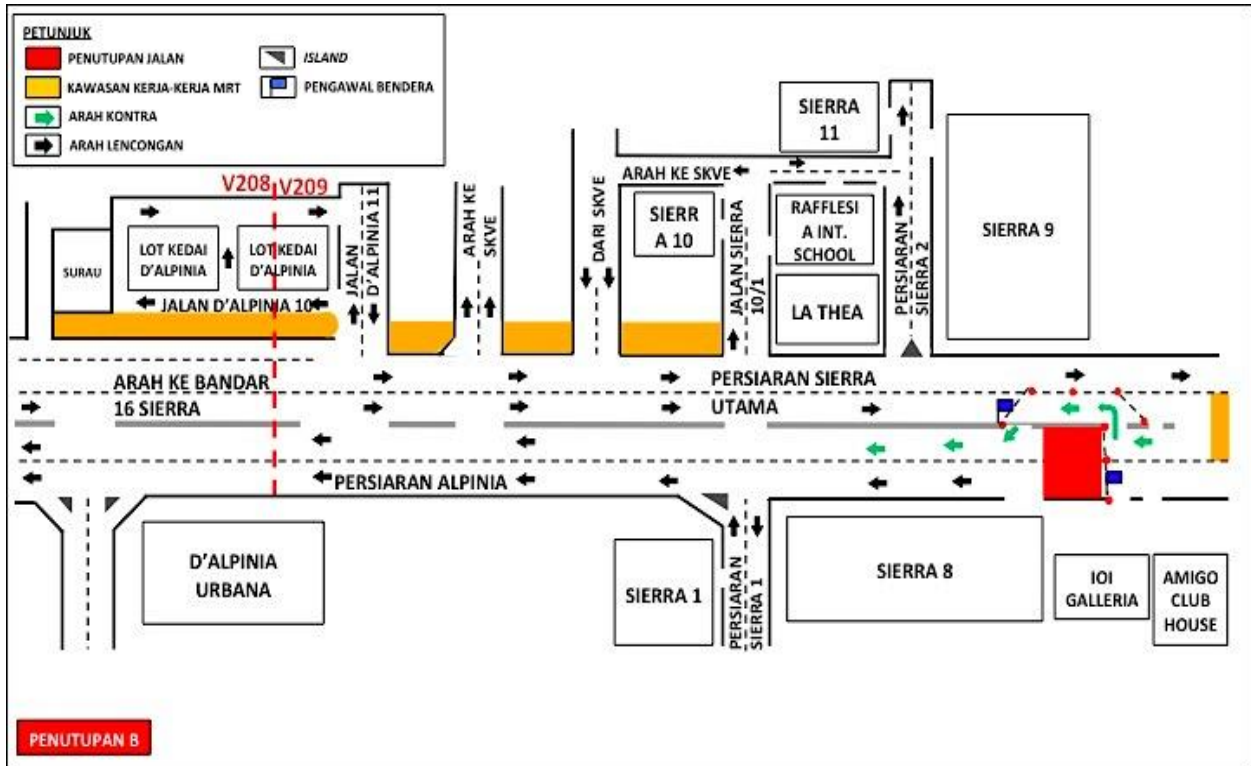 PETUNJUK
PENUTUPAN JALAN
KAWASAN KERJA-KERJA MRT
ARAH KONTRA
ARAH LENCONGAN
ISLAND
PENGAWAL BENDERA
SIERRA
11
V208
V209
ARAH KE SKVE
SURAU
LOT KEDAI
D'ALPINIA
LOT KEDAI
D'ALPINIA
JALAN D'ALPINIA 10
JALAN
D'ALPINIA 11
ARAH KE
SKVE
DARI SKVE
SIERR
A 10
JALAN SIERRA
10/1
RAFFLESI
A INT.
SCHOOL
LA THEA
PERSIARAN
SIERRA 2
SIERRA 9
ARAH KE BANDAR
16 SIERRA
PERSIARAN SIERRA
UTAMA
PERSIARAN ALPINIA
D'ALPINIA
URBANA
SIERRA 1
PERSIARAN
SIERRA 1
SIERRA 8
IOI
GALLERIA
AMIGO
CLUB
HOUSE
PENUTUPAN B